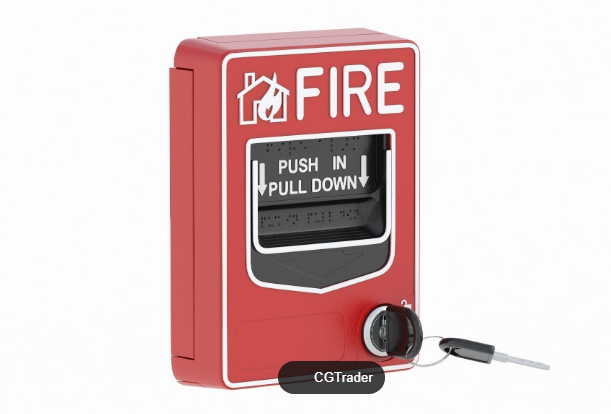 FIRE
PUSH IN
PULL DOWN
CGTrader